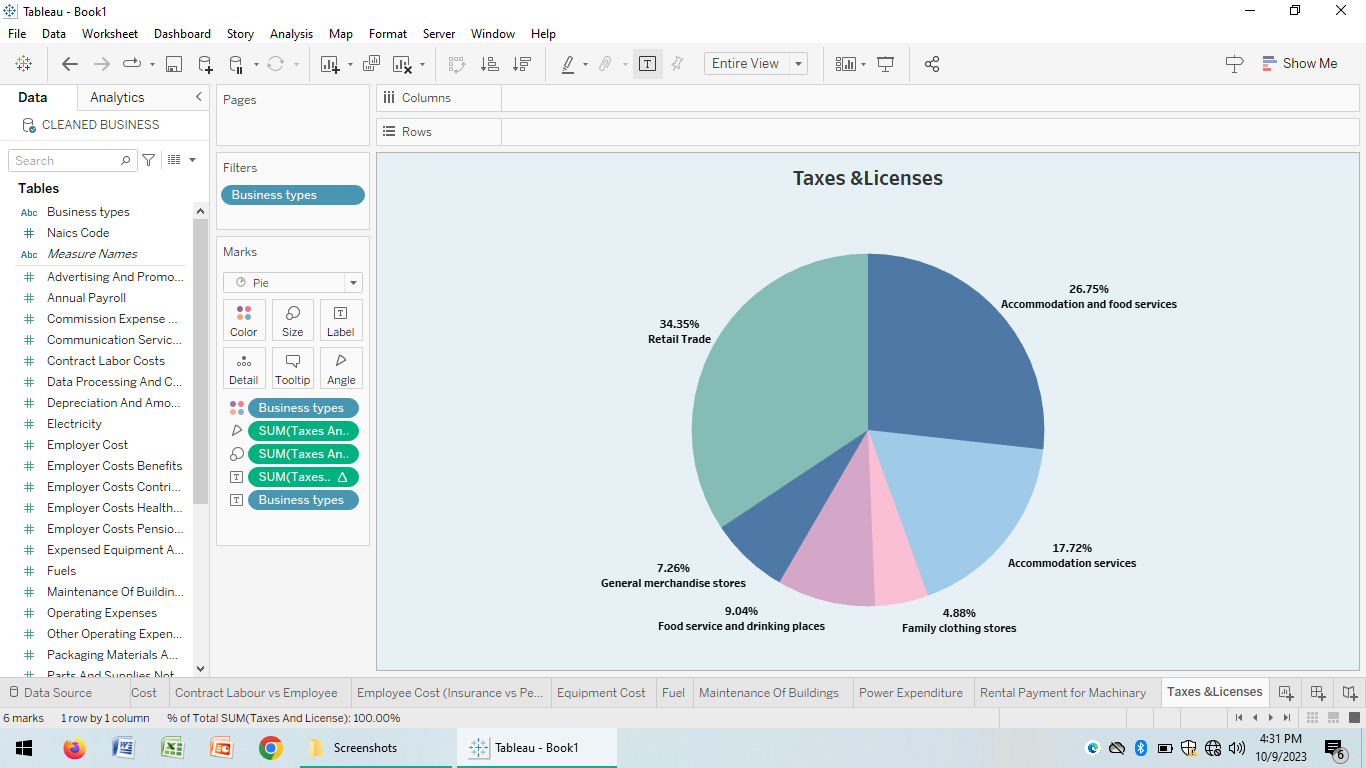 Tableau - Book1
File Data Worksheet Dashboard Story Analysis Map Format Server Window Help
Entire View
Show Me
Data Analytics
CLEANED BUSINESS
Search
Tables
Abc Business types
# Naics Code
Abc Measure Names
# Advertising And Promo...
# Annual Payroll
# Commission Expense ...
# Communication Servic...
# Contract Labor Costs
# Data Processing And C...
# Depreciation And Amo...
# Electricity
# Employer Cost
# Employer Costs Benefits
# Employer Costs Contri...
# Employer Costs Health...
# Employer Costs Pensio...
# Expensed Equipment A...
# Fuels
# Maintenance Of Buildin...
# Operating Expenses
# Other Operating Expen...
# Packaging Materials A...
# Parts And Supplies Not
Pages
Filters
Business types
Marks
Pie
Color Size Label
Detail Tooltip Angle
Business types
SUM(Taxes An..
SUM(Taxes An..
SUM(Taxes.. △
Business types
Columns
Rows
Taxes &Licenses
26.75%
Accommodation and food services
34.35%
Retail Trade
17.72%
Accommodation services
7.26%
General merchandise stores
9.04%
Food service and drinking places
4.88%
Family clothing stores
Data Source Cost Contract Labour vs Employee Employee Cost (Insurance vs Pe... Equipment Cost Fuel Maintenance Of Buildings Power Expenditure Rental Payment for Machinery Taxes &Licenses
6 marks 1 row by 1 column % of Total SUM(Taxes And License): 100.00%
Screenshots
Tableau - Book1
4:31 PM
10/9/2023
6